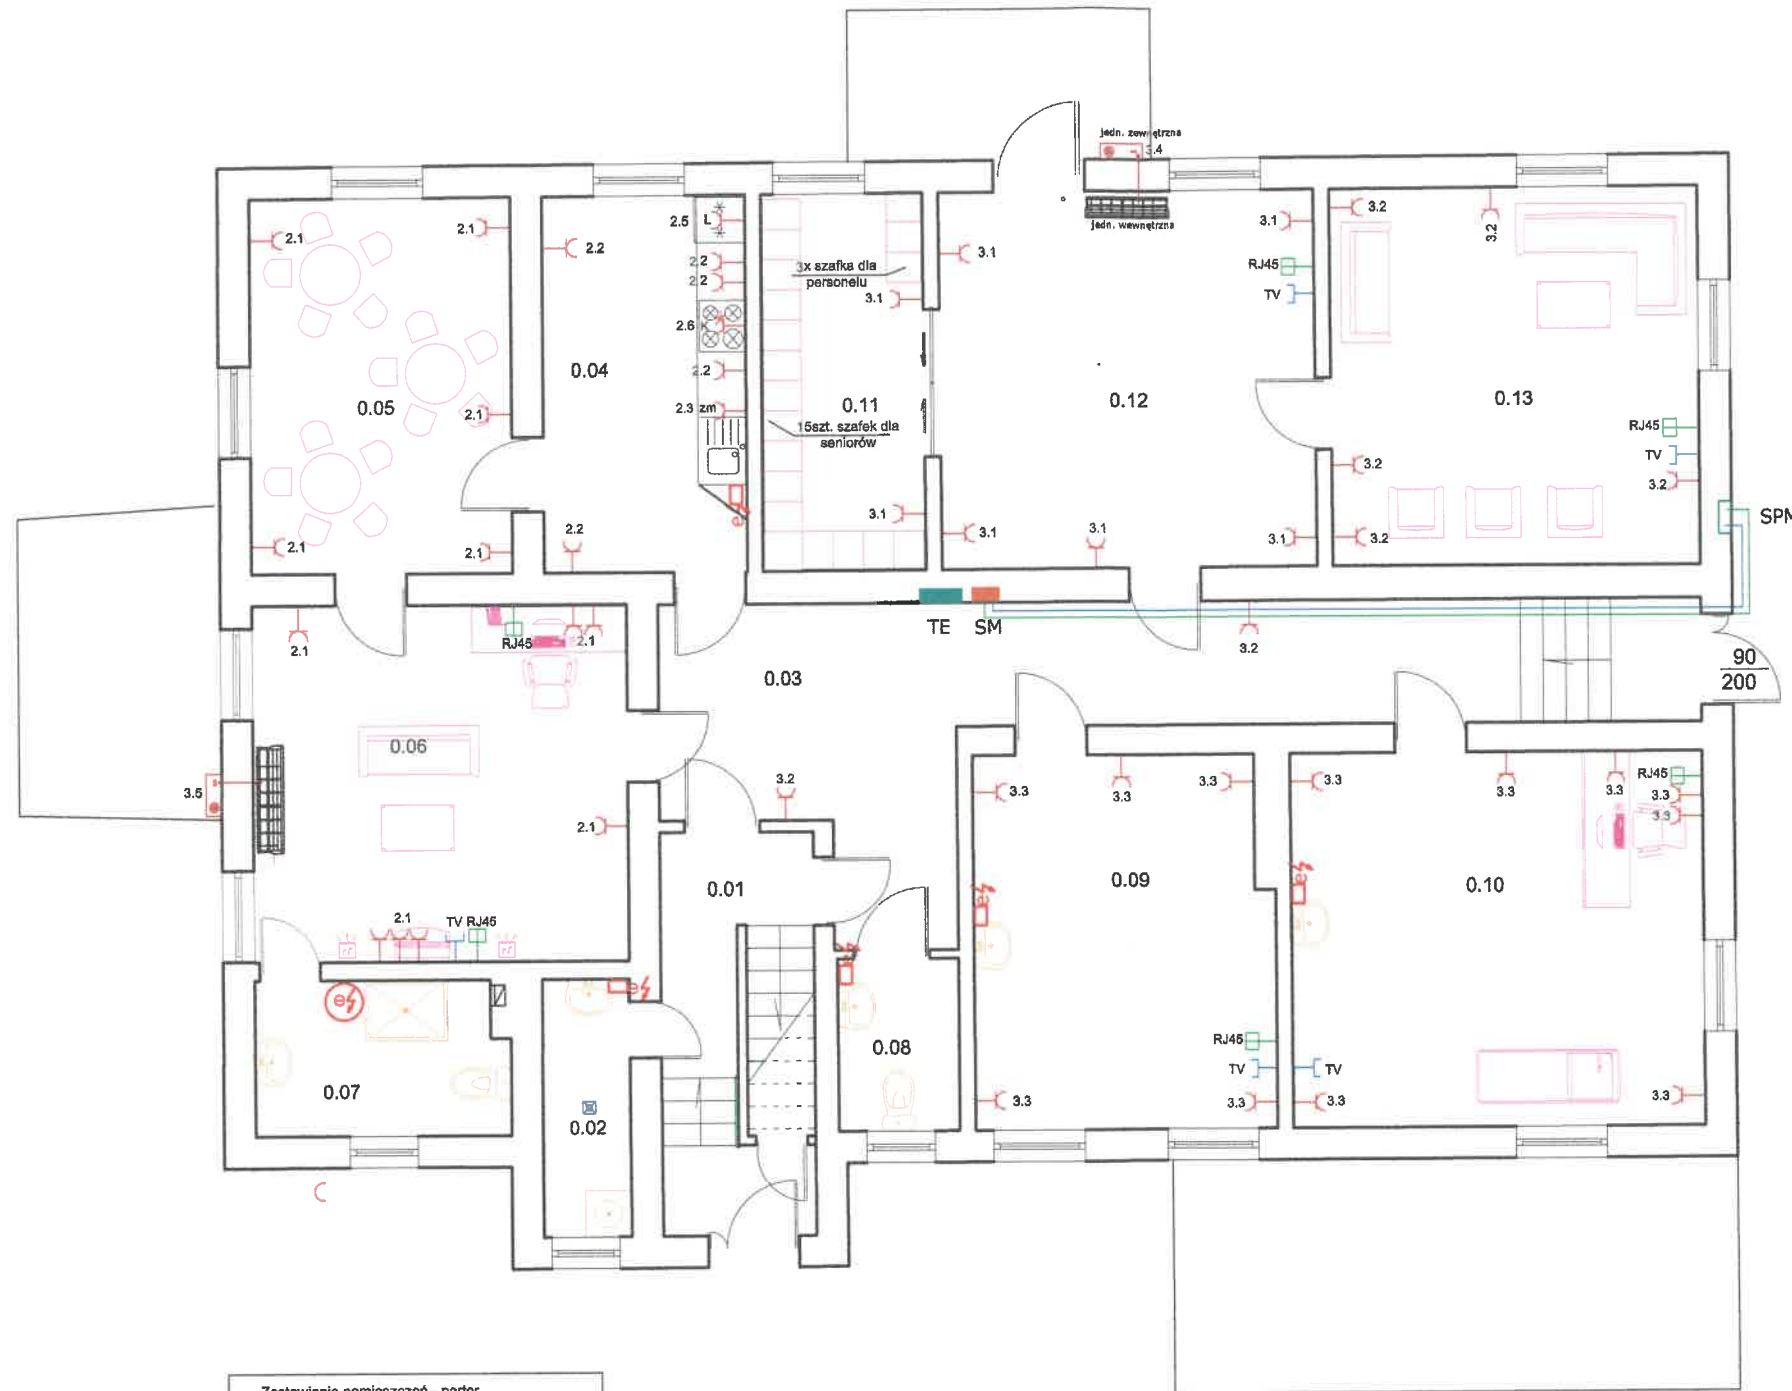 jedn. zewnętrzna
3.4
jedn. wewnętrzna
2.1
2.1
2.2
2.5 L
3.1
3.1
3.2
3.2
2.2
2.2
3x szafka dla
personelu
3.1
RJ45
TV
2.6 K
2.2
0.04
0.05
2.1
2.3 zm
0.11
15szt. szafek dla
seniorów
0.12
0.13
RJ45
TV
3.2
3.2
2.1
2.1
2.2
e
3.1
3.1
3.1
3.1
3.2
SPM
TE SM
2.1
RJ45
2.1
3.2
0.03
90
200
0.06
3.5
2.1
3.2
3.3
3.3
3.3
3.3
3.3
3.3
RJ45
3.3
3.3
0.01
0.09
0.10
e
e
2.1
TV RJ45
e
e
0.07
0.02
0.08
RJ45
TV
TV
3.3
3.3
3.3
3.3
Zestawienie pomieszczeń - parter